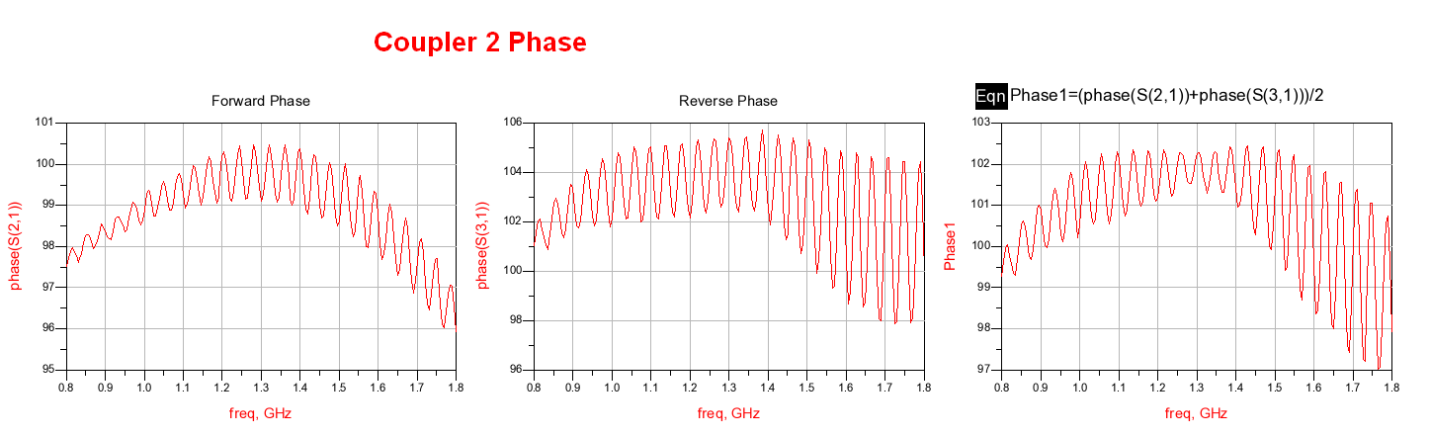 Coupler 2 Phase
Forward Phase
phase(S(2,1))
101
100
99
98
97
96
95
0.8 0.9 1.0 1.1 1.2 1.3 1.4 1.5 1.6 1.7 1.8
freq, GHz
Reverse Phase
phase(S(3,1))
106
104
102
100
98
96
0.8 0.9 1.0 1.1 1.2 1.3 1.4 1.5 1.6 1.7 1.8
freq, GHz
Eqn Phase1=(phase(S(2,1))+phase(S(3,1)))/2
Phase1
103
102
101
100
99
98
97
0.8 0.9 1.0 1.1 1.2 1.3 1.4 1.5 1.6 1.7 1.8
freq, GHz